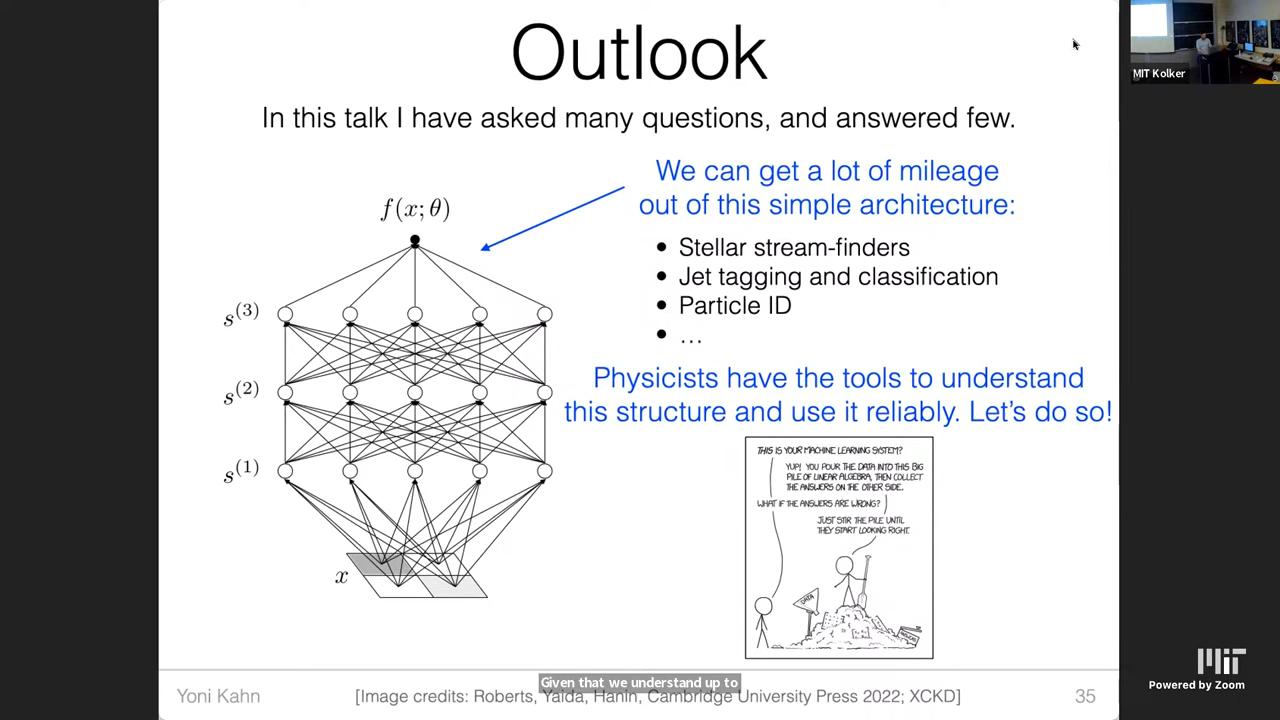 Outlook
In this talk I have asked many questions, and answered few.
We can get a lot of mileage
out of this simple architecture:
• Stellar stream-finders
• Jet tagging and classification
• Particle ID
• ...
Physicists have the tools to understand
this structure and use it reliably. Let's do so!
f(x; θ)
s^(3)
s^(2)
s^(1)
x
THIS IS YOUR MACHINE LEARNING SYSTEM?
YUP! YOU POUR THE DATA INTO THIS BIG
PILE OF LINEAR ALGEBRA, THEN COLLECT
THE ANSWERS ON THE OTHER SIDE.
WHAT IF THE ANSWERS ARE WRONG?
JUST STIR THE PILE UNTIL
THEY START LOOKING RIGHT.
DATA
Given that we understand up to
Yoni Kahn
[Image credits: Roberts, Yaida, Hanin, Cambridge University Press 2022; XCKD]
35
MIT Kolker
MIT
Powered by Zoom